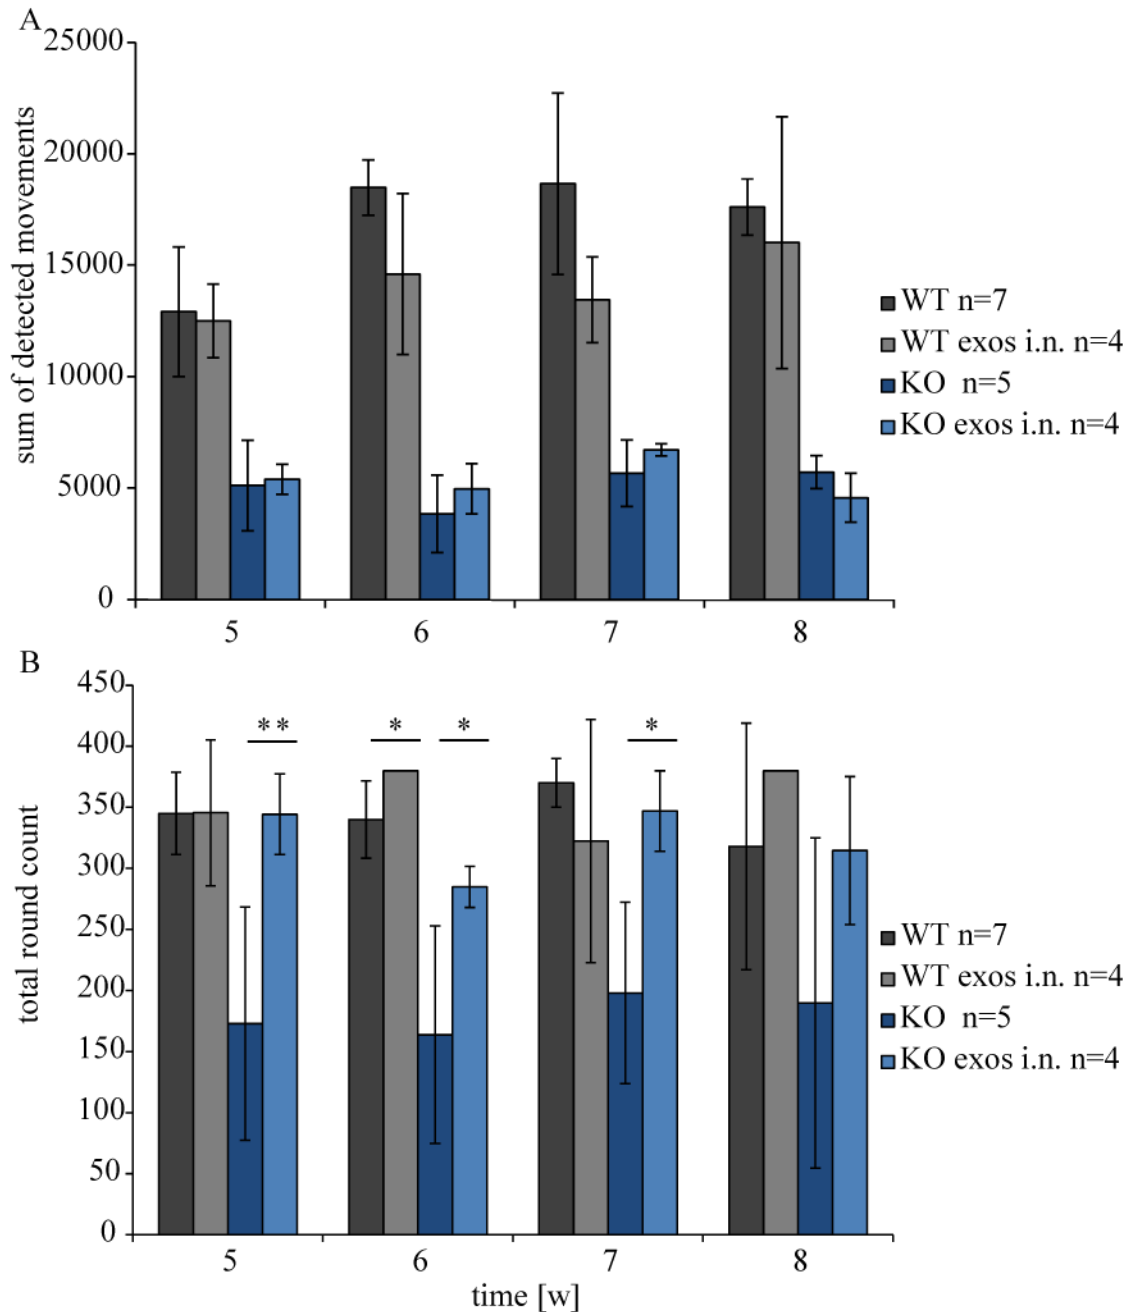 A
25000
20000
15000
10000
5000
0
sum of detected movements
5 6 7 8
WT n=7
WT exos i.n. n=4
KO n=5
KO exos i.n. n=4
B
450
400
350
300
250
200
150
100
50
0
total round count
** * * *
5 6 7 8
time [w]
WT n=7
WT exos i.n. n=4
KO n=5
KO exos i.n. n=4